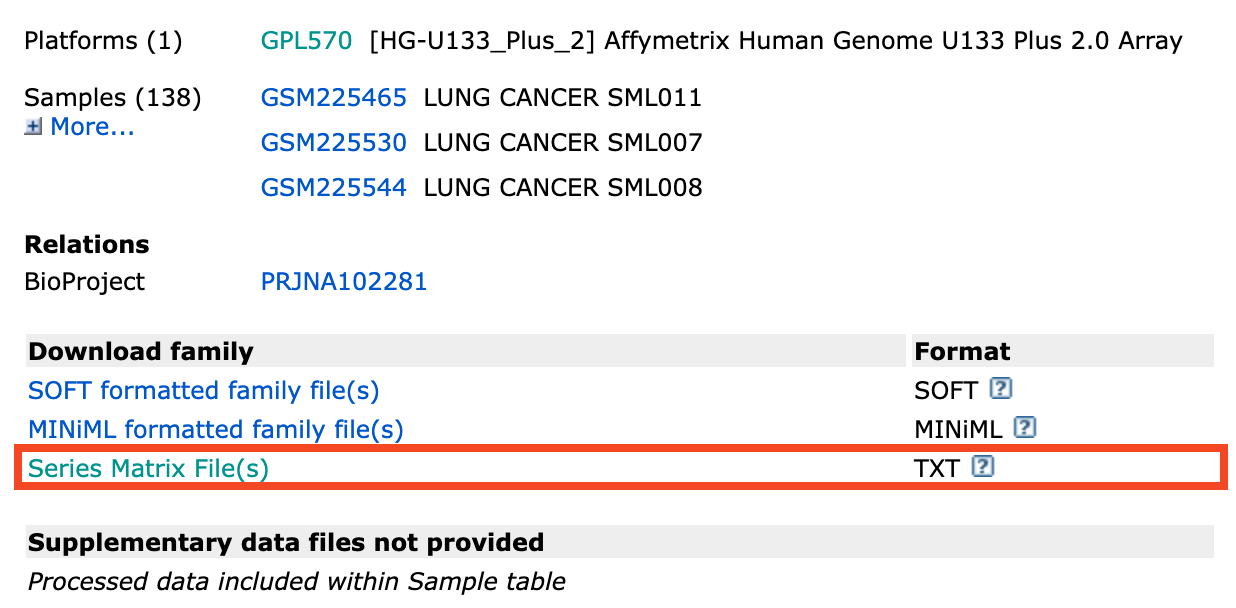 Platforms (1) GPL570 [HG-U133_Plus_2] Affymetrix Human Genome U133 Plus 2.0 Array
Samples (138) GSM225465 LUNG CANCER SML011
More...
GSM225530 LUNG CANCER SML007
GSM225544 LUNG CANCER SML008
Relations
BioProject PRJNA102281
Download family Format
SOFT formatted family file(s) SOFT ?
MINiML formatted family file(s) MINiML ?
Series Matrix File(s) TXT ?
Supplementary data files not provided
Processed data included within Sample table